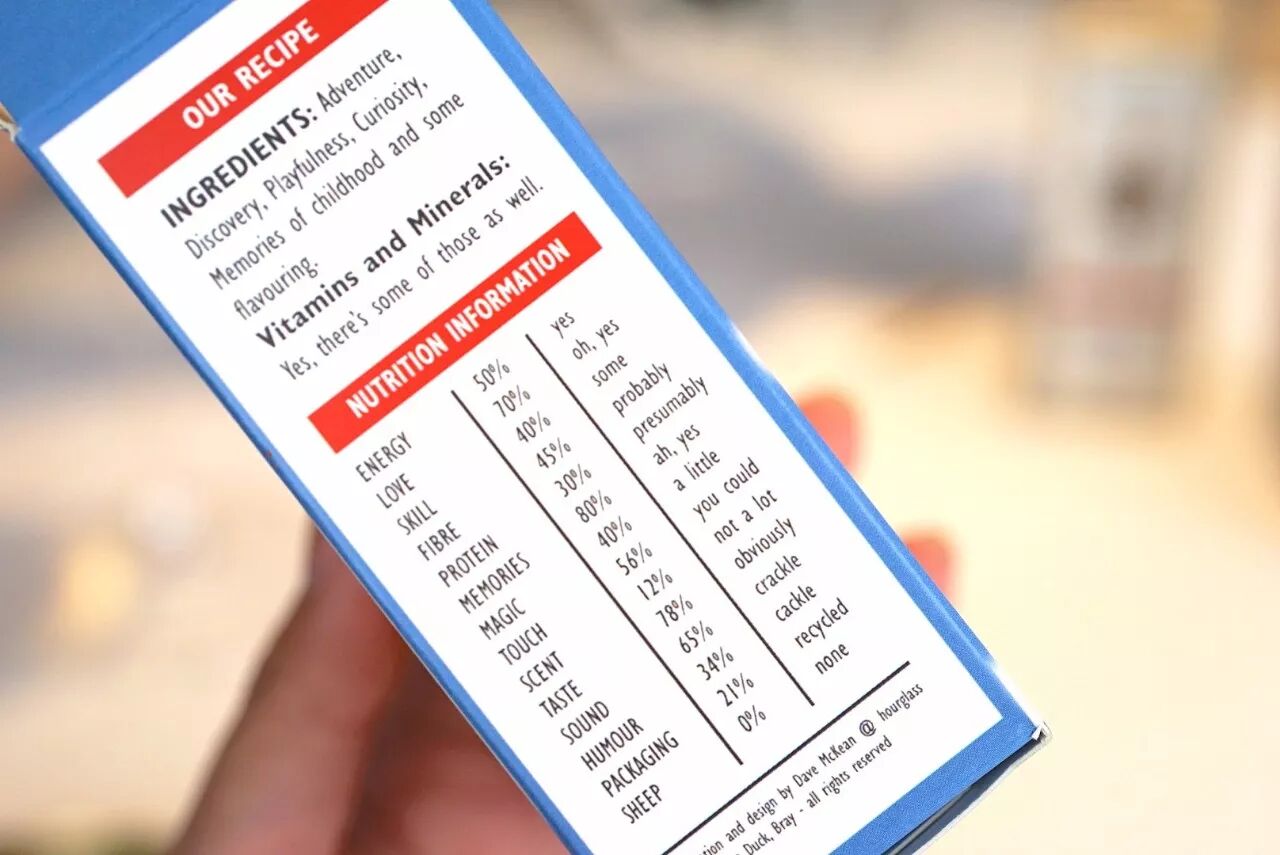 OUR RECIPE
INGREDIENTS: Adventure,
Discovery, Playfulness, Curiosity,
Memories of childhood and some
flavouring.
Vitamins and Minerals:
Yes, there's some of those as well.
NUTRITION INFORMATION
ENERGY 50% yes
LOVE 70% oh, yes
SKILL 40% some
FIBRE 45% probably
PROTEIN 30% presumably
MEMORIES 80% ah, yes
MAGIC 40% a little
TOUCH 56% you could
SCENT 12% not a lot
TASTE 78% obviously
SOUND 65% crackle
HUMOUR 34% cackle
PACKAGING 21% recycled
SHEEP 0% none
and design by Dave McKean @ hourglass
Duck, Bray - all rights reserved